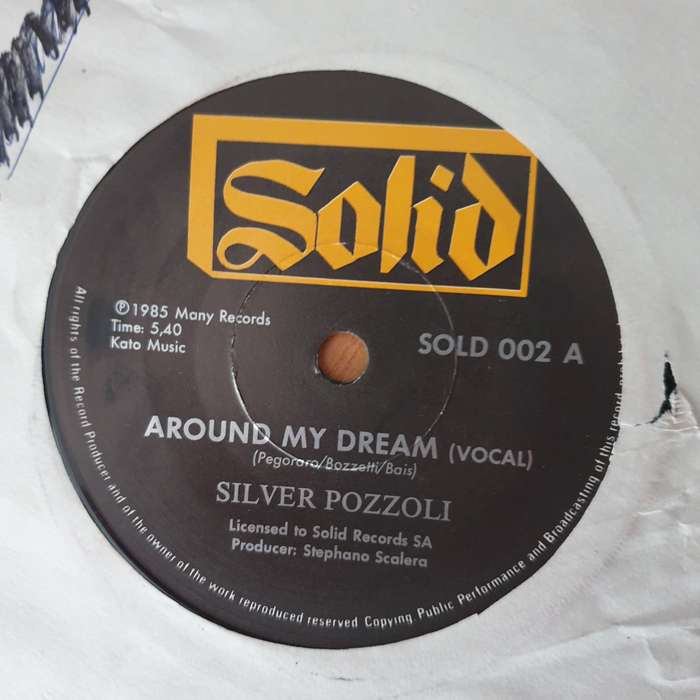 Solid
℗1985 Many Records
Time: 5,40
Kato Music
SOLD 002 A
AROUND MY DREAM (VOCAL)
(Pegoraro/Bozzetti/Bais)
SILVER POZZOLI
Licensed to Solid Records SA
Producer: Stephano Scalera
All rights of the Record Producer and of the owner of the work reproduced reserved Copying, Public Performance and Broadcasting of this record